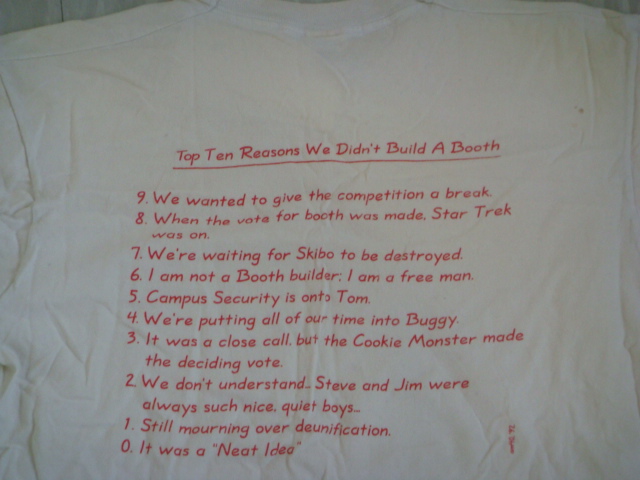 Top Ten Reasons We Didn't Build A Booth
9. We wanted to give the competition a break.
8. When the vote for booth was made, Star Trek
was on.
7. We're waiting for Skibo to be destroyed.
6. I am not a Booth builder; I am a free man.
5. Campus Security is onto Tom.
4. We're putting all of our time into Buggy.
3. It was a close call, but the Cookie Monster made
the deciding vote.
2. We don't understand... Steve and Jim were
always such nice, quiet boys...
1. Still mourning over deunification.
0. It was a "Neat Idea"